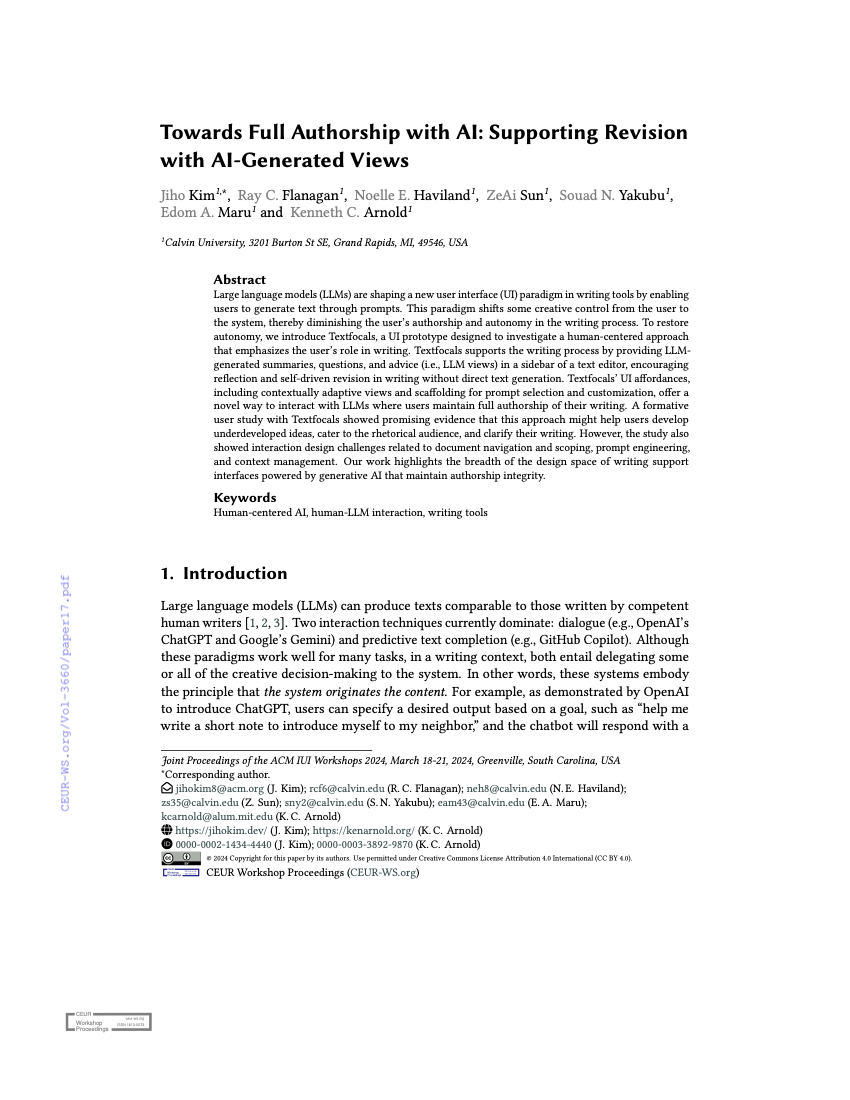 Towards Full Authorship with AI: Supporting Revision
with AI-Generated Views
Jiho Kim1,*, Ray C. Flanagan1, Noelle E. Haviland1, ZeAi Sun1, Souad N. Yakubu1,
Edom A. Maru1 and Kenneth C. Arnold1
1Calvin University, 3201 Burton St SE, Grand Rapids, MI, 49546, USA
Abstract
Large language models (LLMs) are shaping a new user interface (UI) paradigm in writing tools by enabling
users to generate text through prompts. This paradigm shifts some creative control from the user to
the system, thereby diminishing the user's authorship and autonomy in the writing process. To restore
autonomy, we introduce Textfocals, a UI prototype designed to investigate a human-centered approach
that emphasizes the user's role in writing. Textfocals supports the writing process by providing LLM-
generated summaries, questions, and advice (i.e., LLM views) in a sidebar of a text editor, encouraging
reflection and self-driven revision in writing without direct text generation. Textfocals' UI affordances,
including contextually adaptive views and scaffolding for prompt selection and customization, offer a
novel way to interact with LLMs where users maintain full authorship of their writing. A formative
user study with Textfocals showed promising evidence that this approach might help users develop
underdeveloped ideas, cater to the rhetorical audience, and clarify their writing. However, the study also
showed interaction design challenges related to document navigation and scoping, prompt engineering,
and context management. Our work highlights the breadth of the design space of writing support
interfaces powered by generative AI that maintain authorship integrity.
Keywords
Human-centered AI, human-LLM interaction, writing tools
1. Introduction
Large language models (LLMs) can produce texts comparable to those written by competent
human writers [1, 2, 3]. Two interaction techniques currently dominate: dialogue (e.g., OpenAI's
ChatGPT and Google's Gemini) and predictive text completion (e.g., GitHub Copilot). Although
these paradigms work well for many tasks, in a writing context, both entail delegating some
or all of the creative decision-making to the system. In other words, these systems embody
the principle that the system originates the content. For example, as demonstrated by OpenAI
to introduce ChatGPT, users can specify a desired output based on a goal, such as “help me
write a short note to introduce myself to my neighbor,” and the chatbot will respond with a
Joint Proceedings of the ACM IUI Workshops 2024, March 18-21, 2024, Greenville, South Carolina, USA
*Corresponding author.
jihokim8@acm.org (J. Kim); rcf6@calvin.edu (R. C. Flanagan); neh8@calvin.edu (N. E. Haviland);
zs35@calvin.edu (Z. Sun); sny2@calvin.edu (S. N. Yakubu); eam43@calvin.edu (E. A. Maru);
kcarnold@alum.mit.edu (K. C. Arnold)
https://jihokim.dev/ (J. Kim); https://kenarnold.org/ (K. C. Arnold)
0000-0002-1434-4440 (J. Kim); 0000-0003-3892-9870 (K. C. Arnold)
© 2024 Copyright for this paper by its authors. Use permitted under Creative Commons License Attribution 4.0 International (CC BY 4.0).
CEUR Workshop Proceedings (CEUR-WS.org)
CEUR-WS.org/Vol-3660/paper17.pdf
CEUR
Workshop
Proceedings